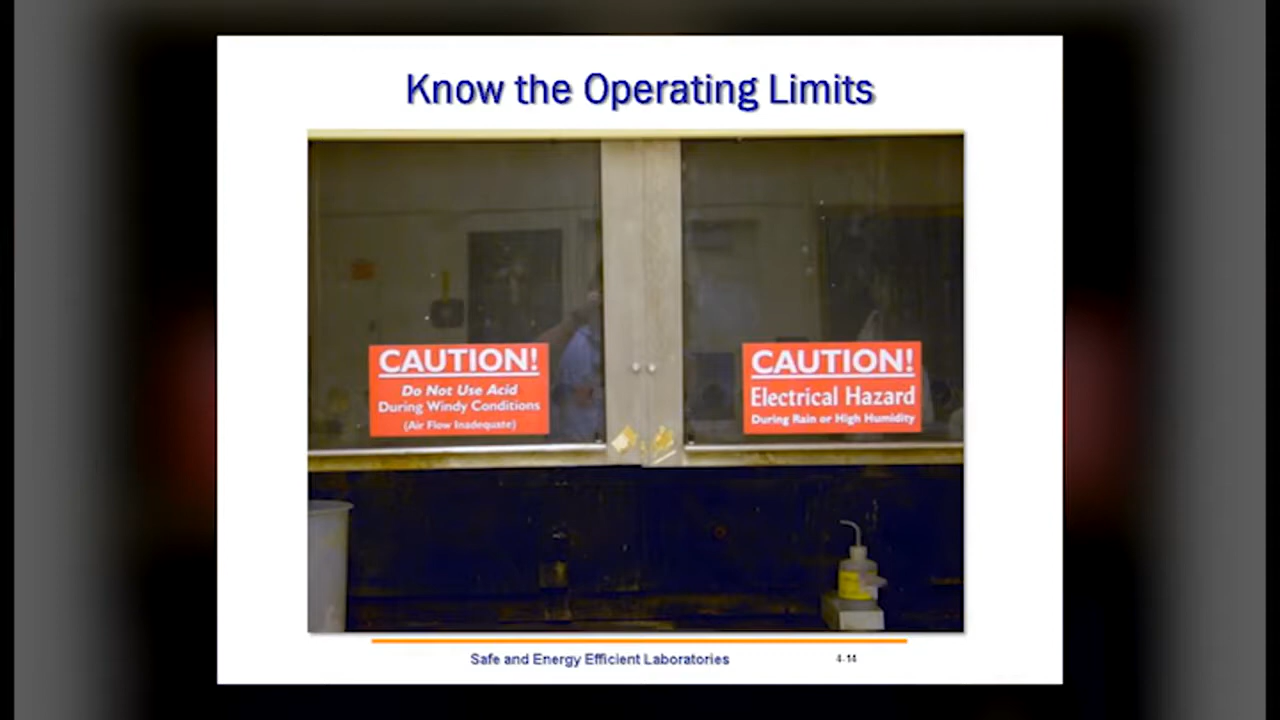 Know the Operating Limits
CAUTION!
Do Not Use Acid
During Windy Conditions
(Air Flow Inadequate)
CAUTION!
Electrical Hazard
During Rain or High Humidity
Safe and Energy Efficient Laboratories
4-14